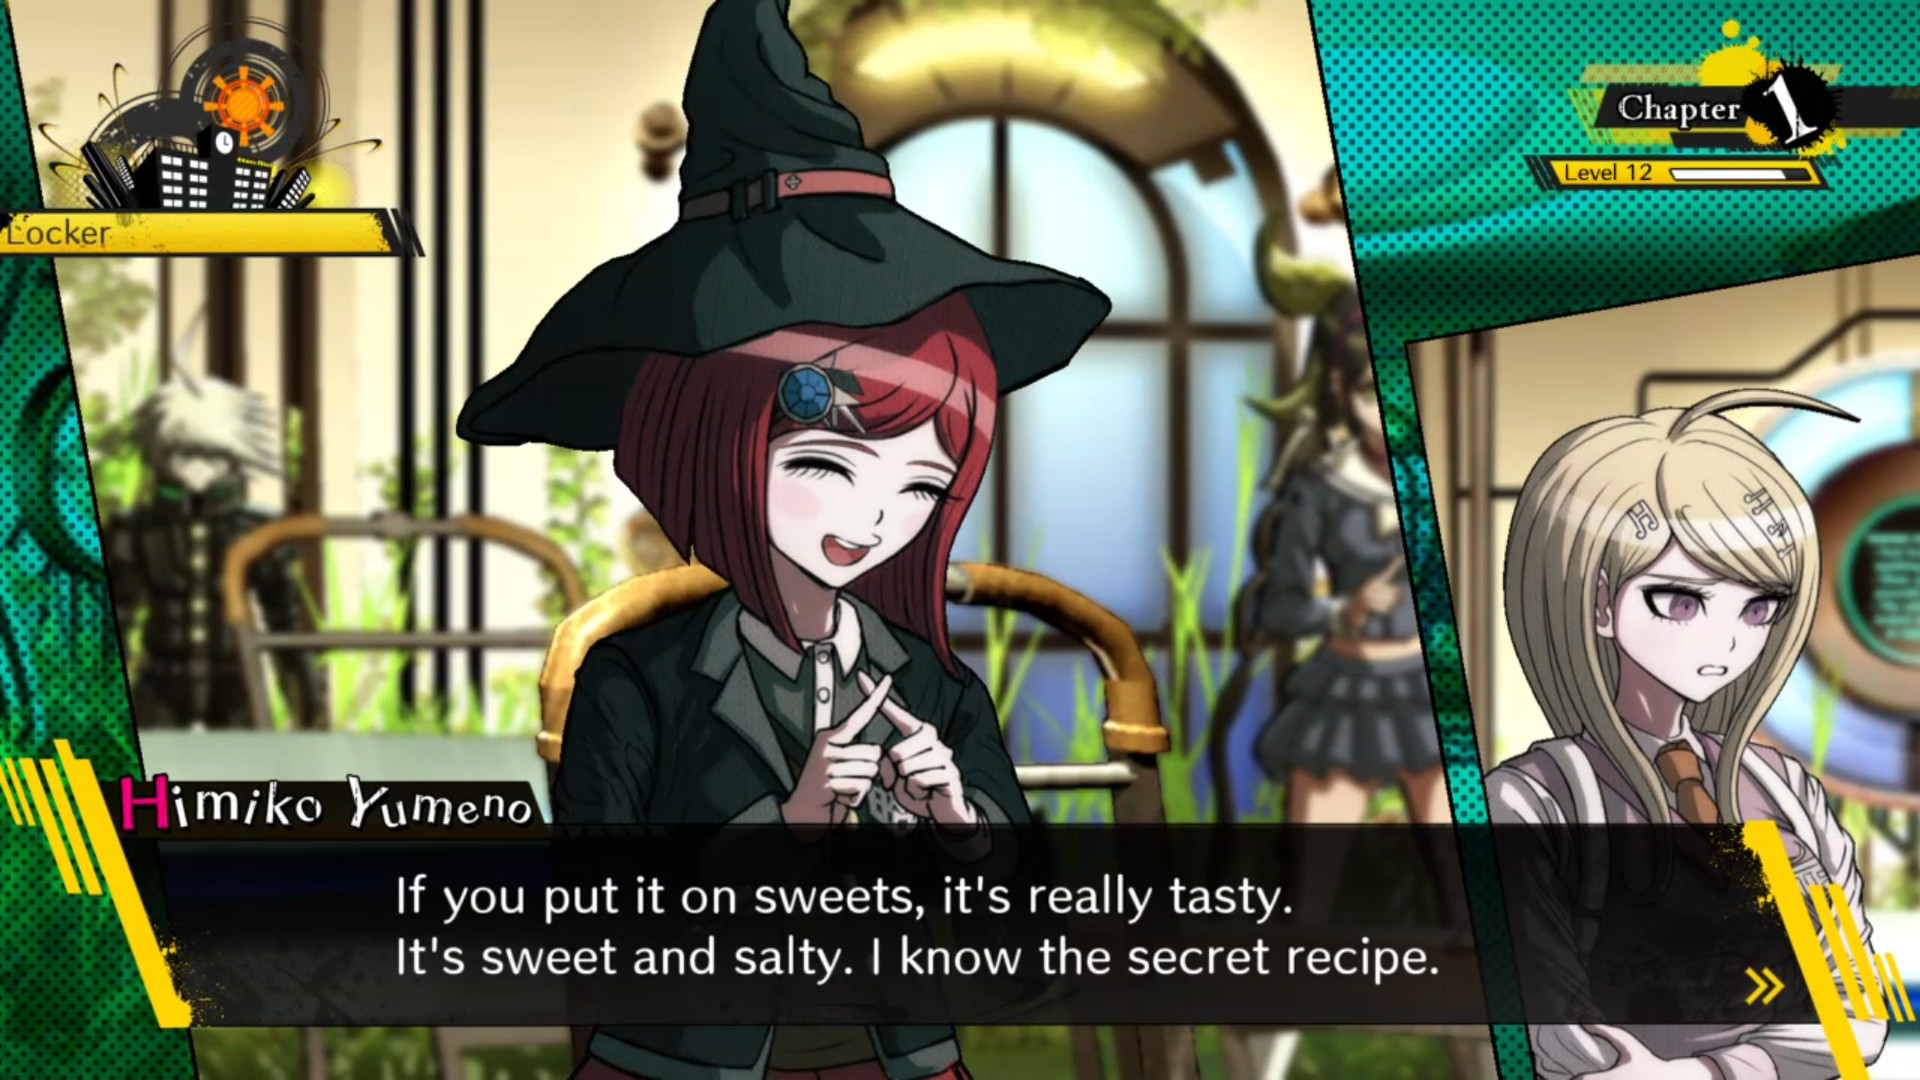 Locker
Chapter 1
Level 12
Himiko Yumeno
If you put it on sweets, it's really tasty.
It's sweet and salty. I know the secret recipe.